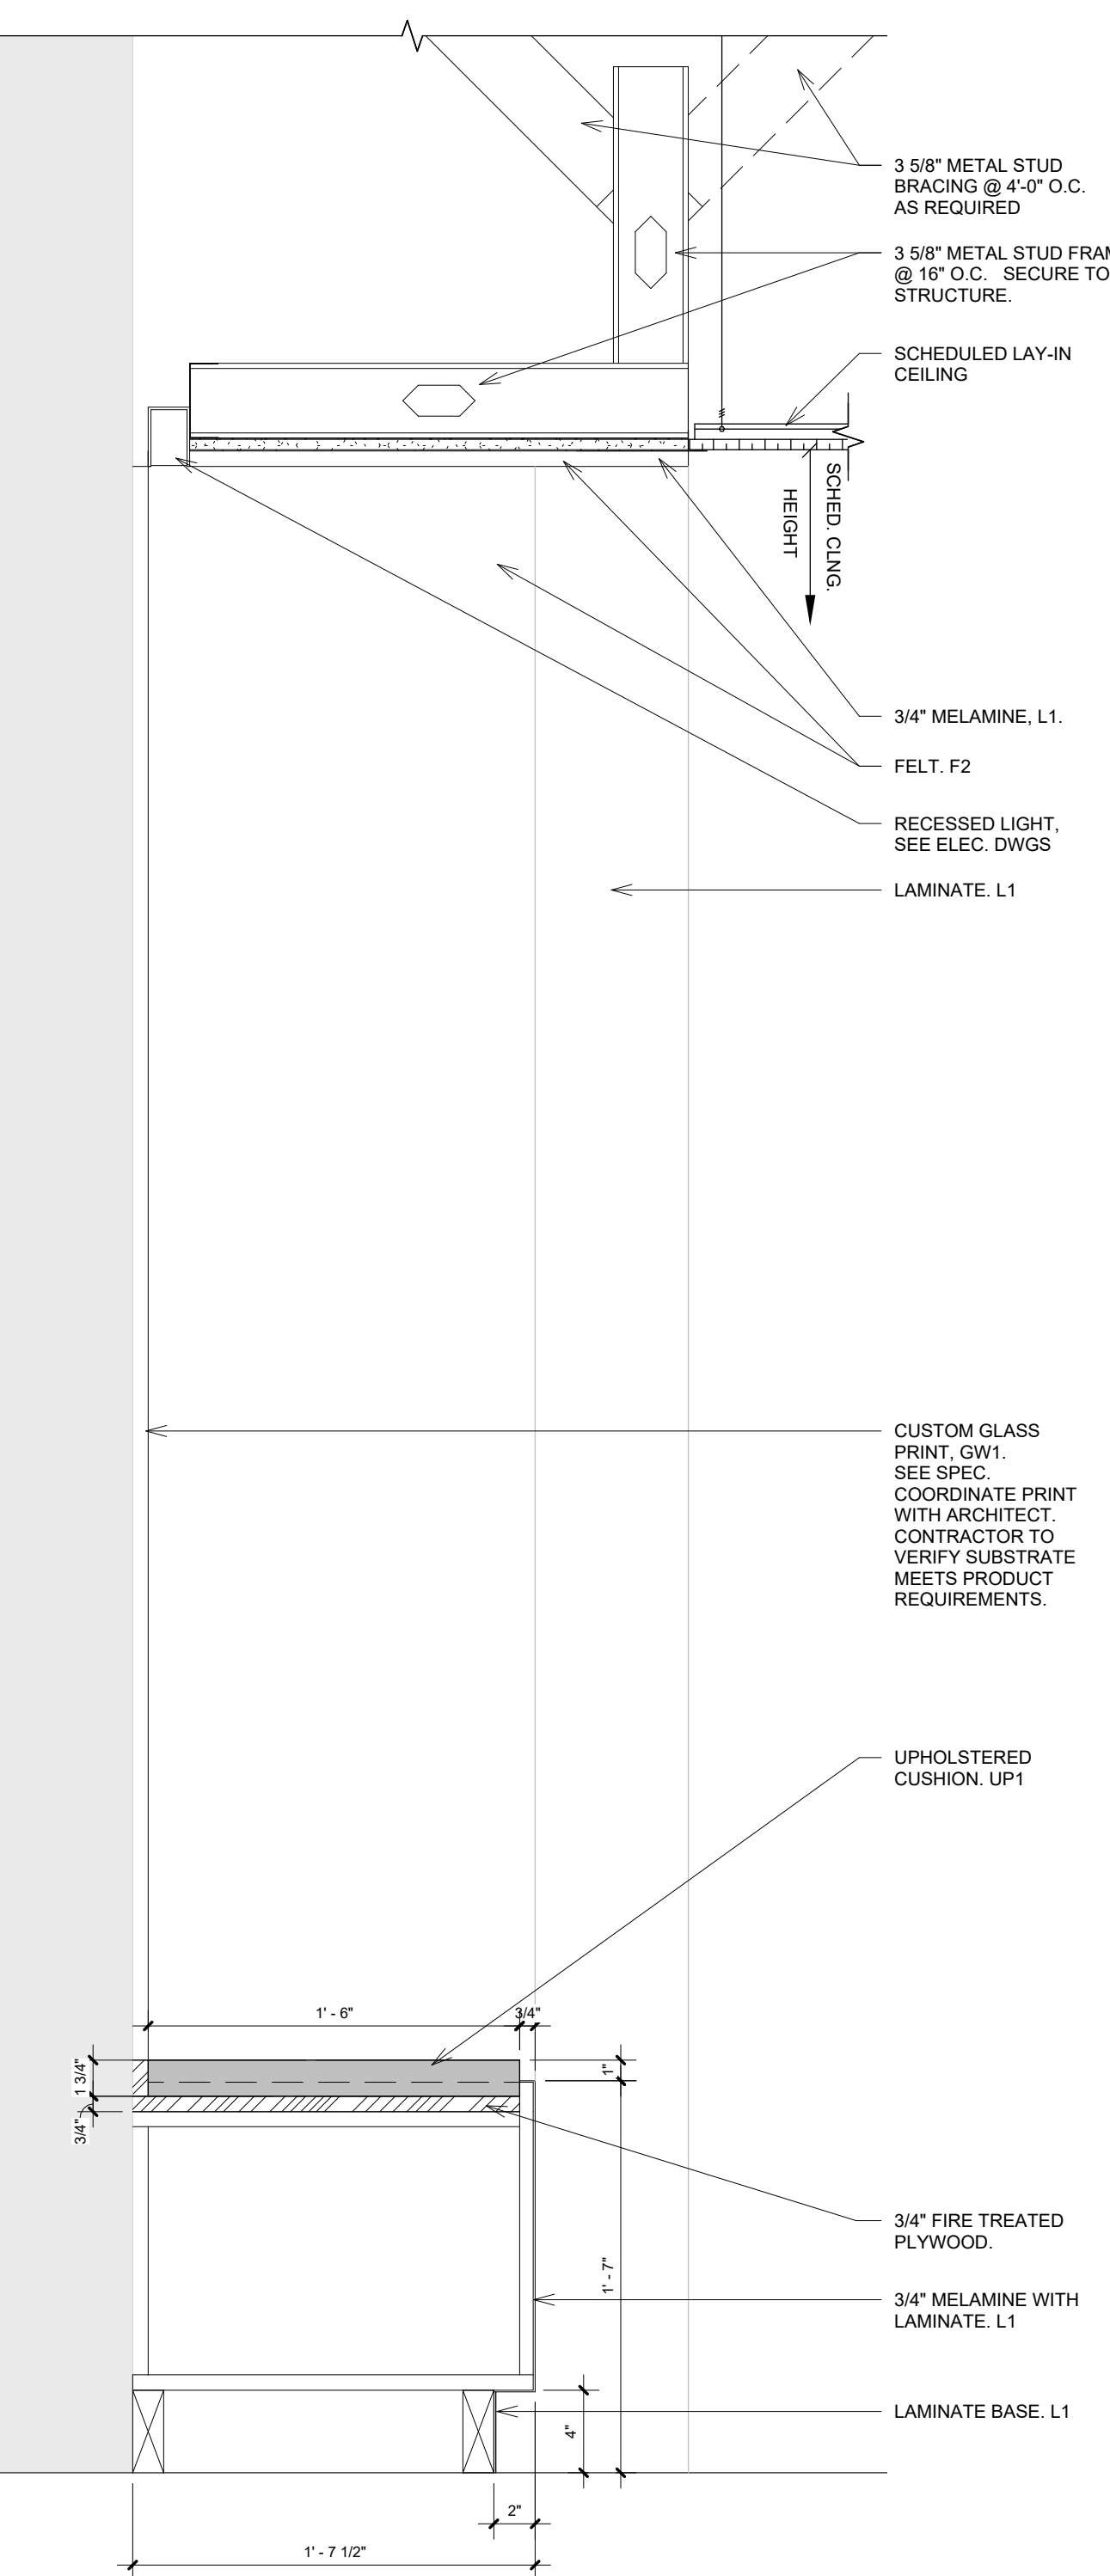 3 5/8" METAL STUD
BRACING @ 4'-0" O.C.
AS REQUIRED
3 5/8" METAL STUD
@ 16" O.C. SECURE TO
STRUCTURE.
SCHEDULED LAY-IN
CEILING
SCHED. CLNG.
HEIGHT
3/4" MELAMINE, L1.
FELT. F2
RECESSED LIGHT,
SEE ELEC. DWGS
LAMINATE. L1
CUSTOM GLASS
PRINT, GW1.
SEE SPEC.
COORDINATE PRINT
WITH ARCHITECT.
CONTRACTOR TO
VERIFY SUBSTRATE
MEETS PRODUCT
REQUIREMENTS.
UPHOLSTERED
CUSHION. UP1
1' - 6"
3/4"
1 3/4"
3/4"
1"
3/4" FIRE TREATED
PLYWOOD.
1' - 7"
3/4" MELAMINE WITH
LAMINATE. L1
LAMINATE BASE. L1
4"
2"
1' - 7 1/2"